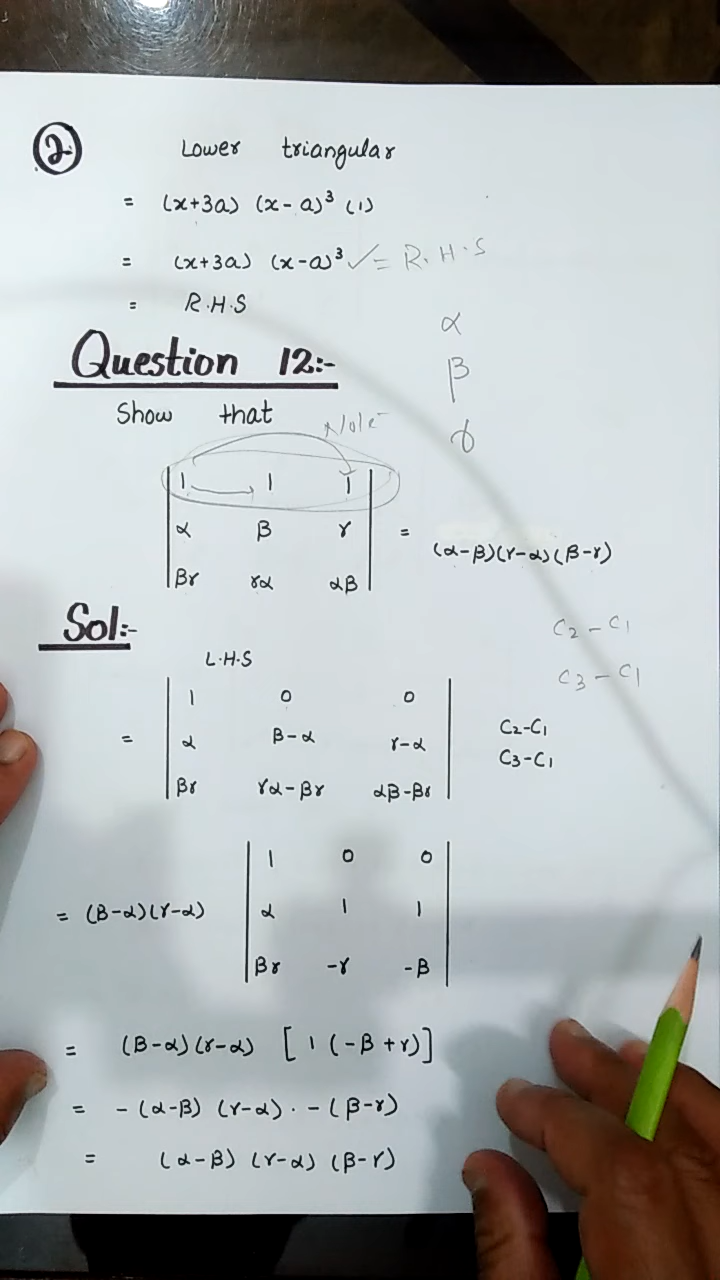 2.
Lower triangular
= (x+3a) (x-a)³ (1)
= (x+3a) (x-a)³ ✓ = R.H.S
= R.H.S
α
β
γ
Question 12:-
Show that
Note
| 1 1 1 |
| α β γ | = (α-β)(γ-α)(β-γ)
| βγ γα αβ |
Sol:-
C2 - C1
C3 - C1
L.H.S
| 1 0 0 |
= | α β-α γ-α | C2-C1
| βγ γα-βγ αβ-βγ | C3-C1
| 1 0 0 |
= (β-α)(γ-α) | α 1 1 |
| βγ -γ -β |
= (β-α)(γ-α) [ 1 (-β+γ)]
= -(α-β) (γ-α) . -(β-γ)
= (α-β) (γ-α) (β-γ)